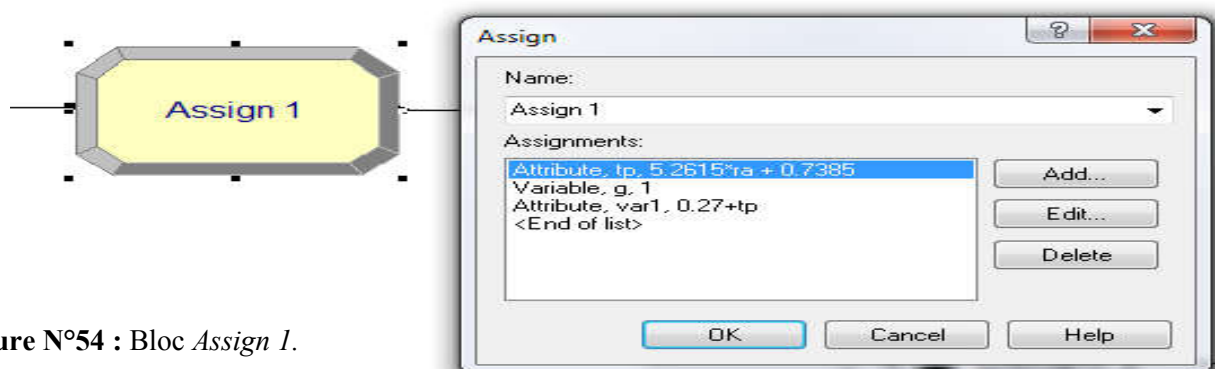 Assign 1
Assign
Name:
Assign 1
Assignments:
Attribute, tp, 5.2615*ra + 0.7385
Variable, g, 1
Attribute, var1, 0.27+tp
<End of list>
Add...
Edit...
Delete
OK
Cancel
Help
ure N°54 : Bloc Assign 1.